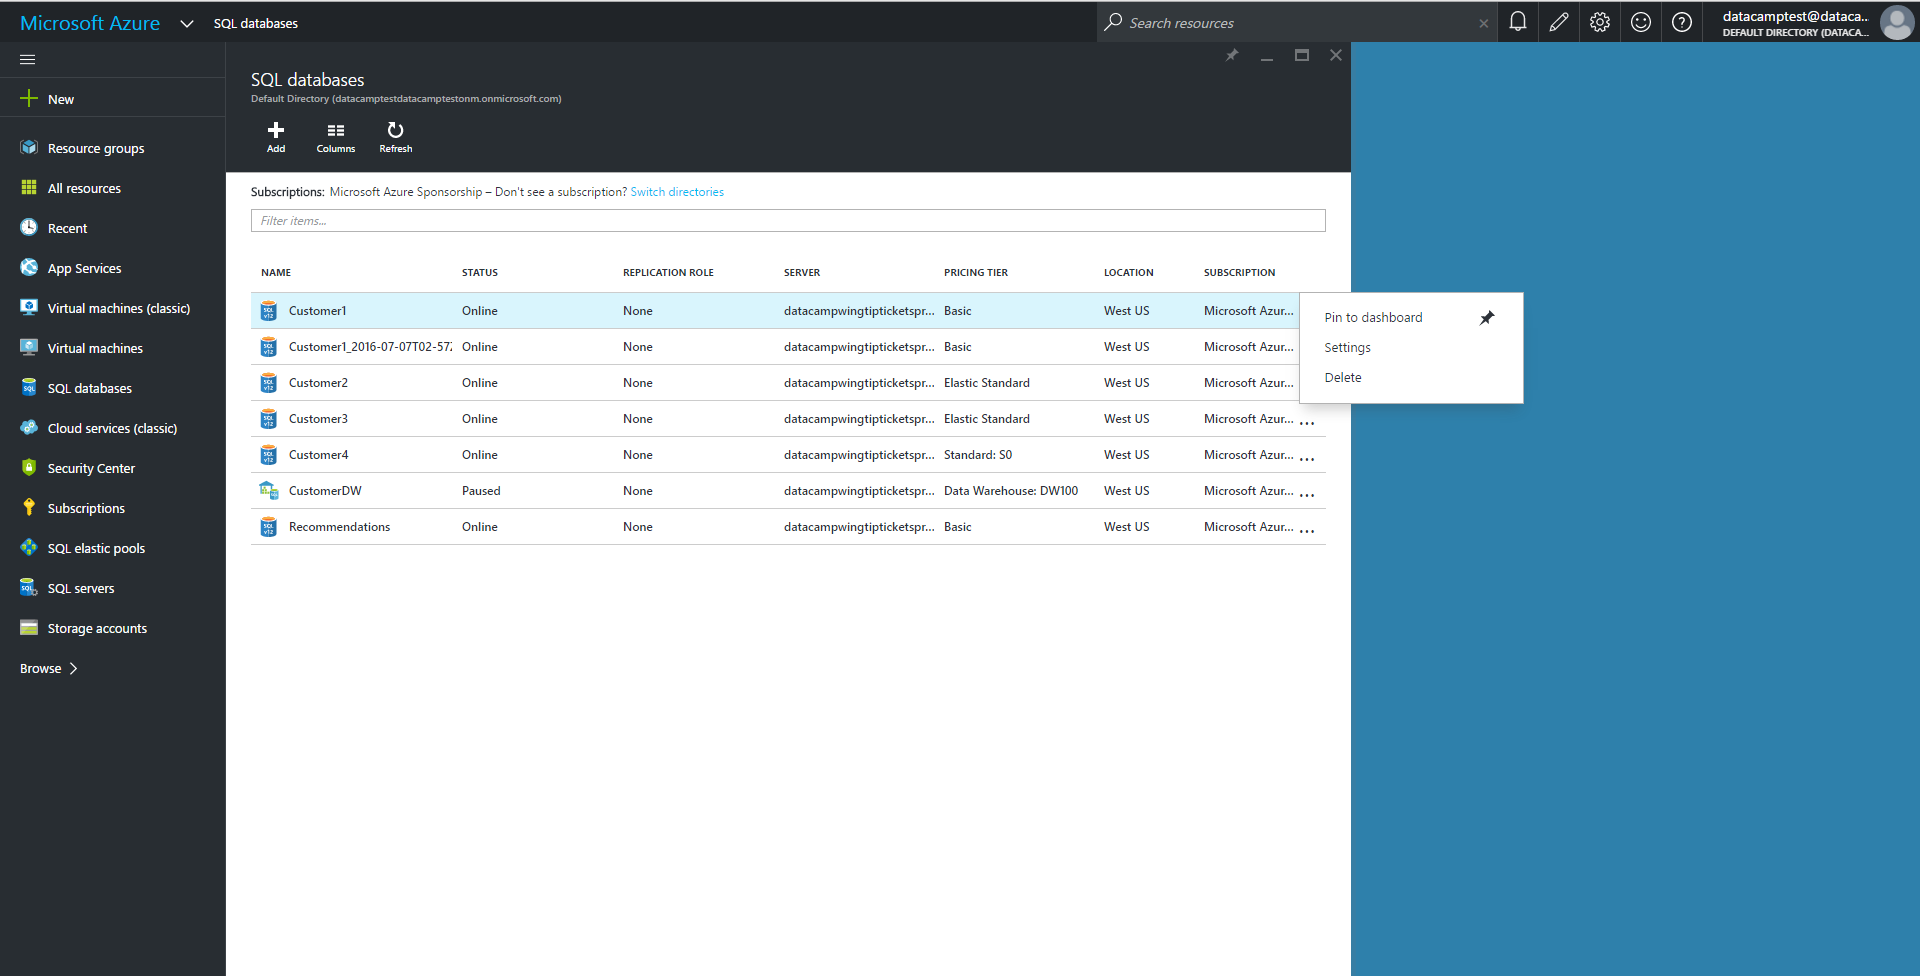 Microsoft Azure SQL databases Search resources datacamptest@dataca...
DEFAULT DIRECTORY (DATACA...
New
Resource groups
All resources
Recent
App Services
Virtual machines (classic)
Virtual machines
SQL databases
Cloud services (classic)
Security Center
Subscriptions
SQL elastic pools
SQL servers
Storage accounts
Browse
SQL databases
Default Directory (datacamptestdatacamptestonm.onmicrosoft.com)
Add Columns Refresh
Subscriptions: Microsoft Azure Sponsorship – Don't see a subscription? Switch directories
Filter items...
NAME STATUS REPLICATION ROLE SERVER PRICING TIER LOCATION SUBSCRIPTION
Customer1 Online None datacampwingtipticketspr... Basic West US Microsoft Azur...
Customer1_2016-07-07T02-57 Online None datacampwingtipticketspr... Basic West US Microsoft Azur...
Customer2 Online None datacampwingtipticketspr... Elastic Standard West US Microsoft Azur...
Customer3 Online None datacampwingtipticketspr... Elastic Standard West US Microsoft Azur... ...
Customer4 Online None datacampwingtipticketspr... Standard: S0 West US Microsoft Azur... ...
CustomerDW Paused None datacampwingtipticketspr... Data Warehouse: DW100 West US Microsoft Azur... ...
Recommendations Online None datacampwingtipticketspr... Basic West US Microsoft Azur... ...
Pin to dashboard
Settings
Delete